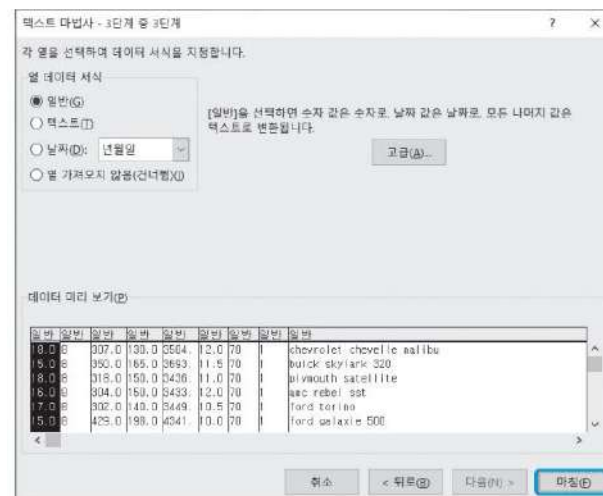 텍스트 마법사 - 3단계 중 3단계 ? ×
각 열을 선택하여 데이터 서식을 지정합니다.
열 데이터 서식
일반(G)
텍스트(T)
날짜(D): 년월일
열 가져오지 않음(건너뜀)(I)
[일반]을 선택하면 숫자 값은 숫자로, 날짜 값은 날짜로, 모든 나머지 값은
텍스트로 변환됩니다.
고급(A)...
데이터 미리 보기(P)
일반 일반 일반 일반 일반 일반 일반 일반 일반
18.0 8 307.0 130.0 3504. 12.0 70 1 chevrolet chevelle malibu
15.0 8 350.0 165.0 3693. 11.5 70 1 buick skylark 320
18.0 8 318.0 150.0 3436. 11.0 70 1 plymouth satellite
16.0 8 304.0 150.0 3433. 12.0 70 1 amc rebel sst
17.0 8 302.0 140.0 3449. 10.5 70 1 ford torino
15.0 8 429.0 198.0 4341. 10.0 70 1 ford galaxie 500
취소 < 뒤로(B) 다음(N) > 마침(F)